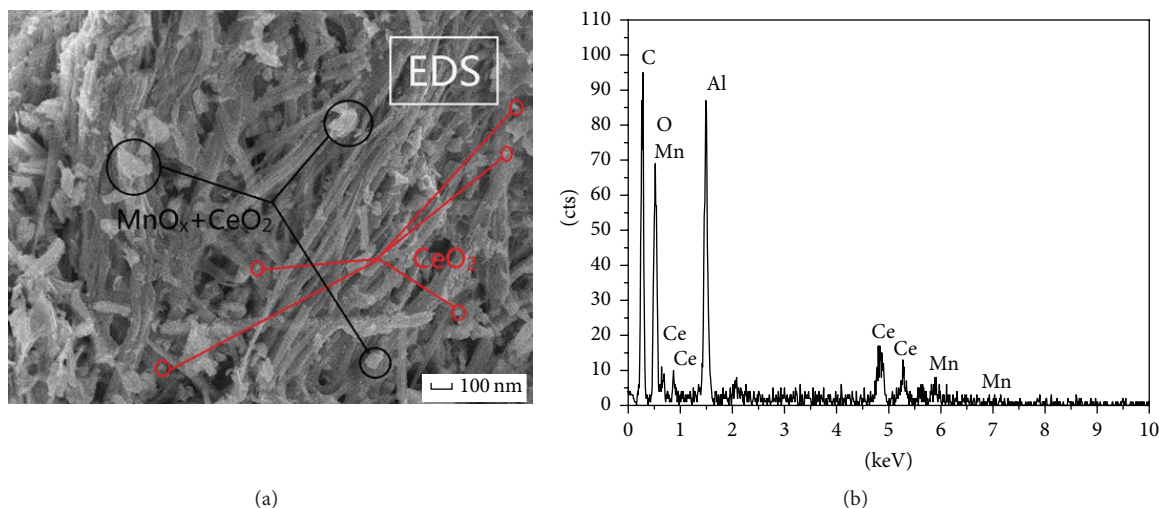 EDS
MnOₓ+CeO₂
CeO₂
100 nm
(a)
110
100
90
80
70
60
50
40
30
20
10
0
(cts)
C
O
Mn
Al
Ce
Ce
Ce
Ce
Mn
Mn
0 1 2 3 4 5 6 7 8 9 10
(keV)
(b)